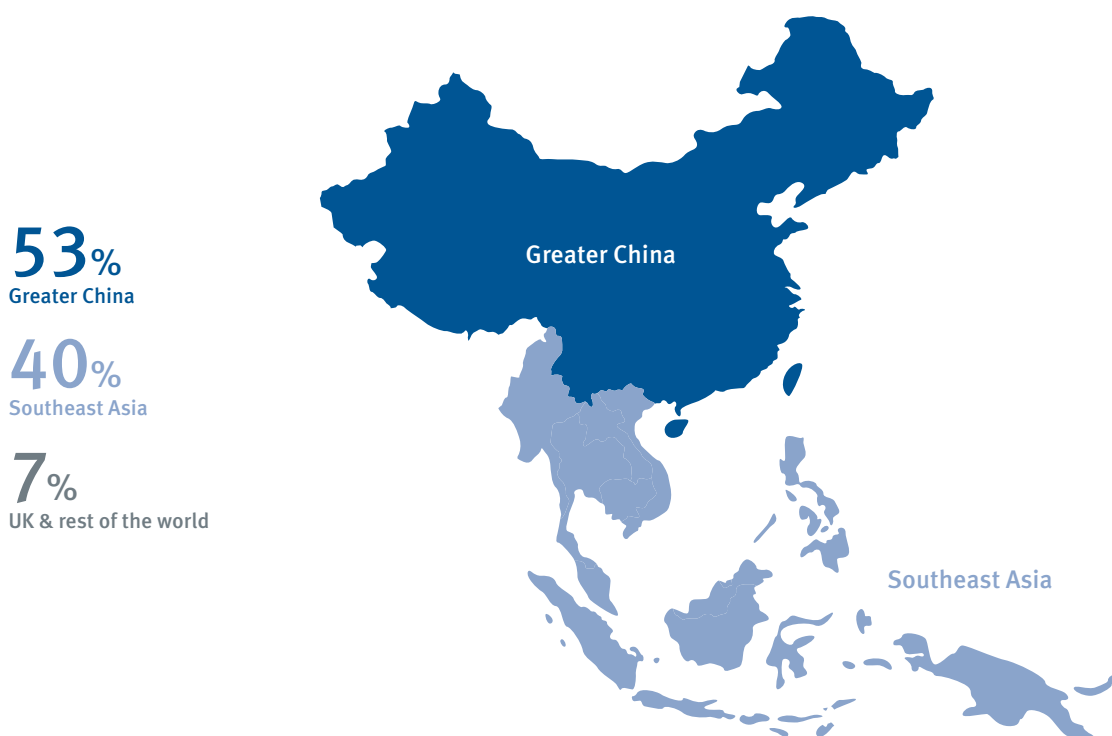 53%
Greater China
40%
Southeast Asia
7%
UK & rest of the world
Greater China
Southeast Asia